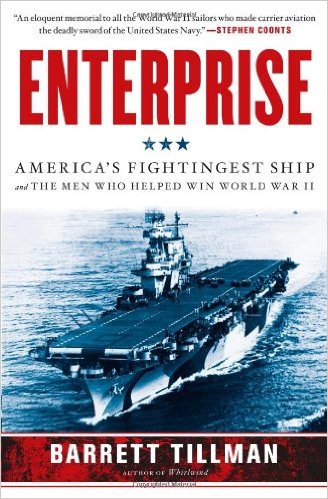 "An eloquent memorial to all the World War II sailors who made carrier aviation
the deadly sword of the United States Navy." —STEPHEN COONTS
ENTERPRISE
AMERICA'S FIGHTINGEST SHIP
and THE MEN WHO HELPED WIN WORLD WAR II
BARRETT TILLMAN
AUTHOR OF Whirlwind